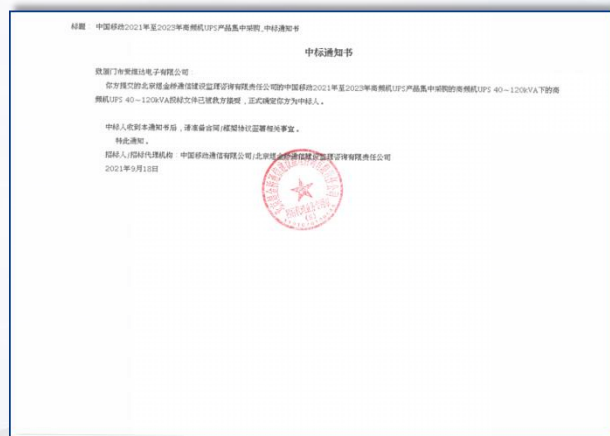 标题 中国移动2021年至2023年高频机UPS产品集中采购_中标通知书
中标通知书
致厦门市爱维达电子有限公司
你方提交的北京煜金桥通信建设监理咨询有限责任公司的中国移动2021年至2023年高频机UPS产品集中采购的高频机UPS 40~120kVA下的高
频机UPS 40~120kVA投标文件已被我方接受，正式确定你方为中标人。
中标人收到本通知书后，请准备合同/框架协议签署相关事宜。
特此通知。
招标人/招标代理机构：中国移动通信有限公司/北京煜金桥通信建设监理咨询有限责任公司
2021年9月18日